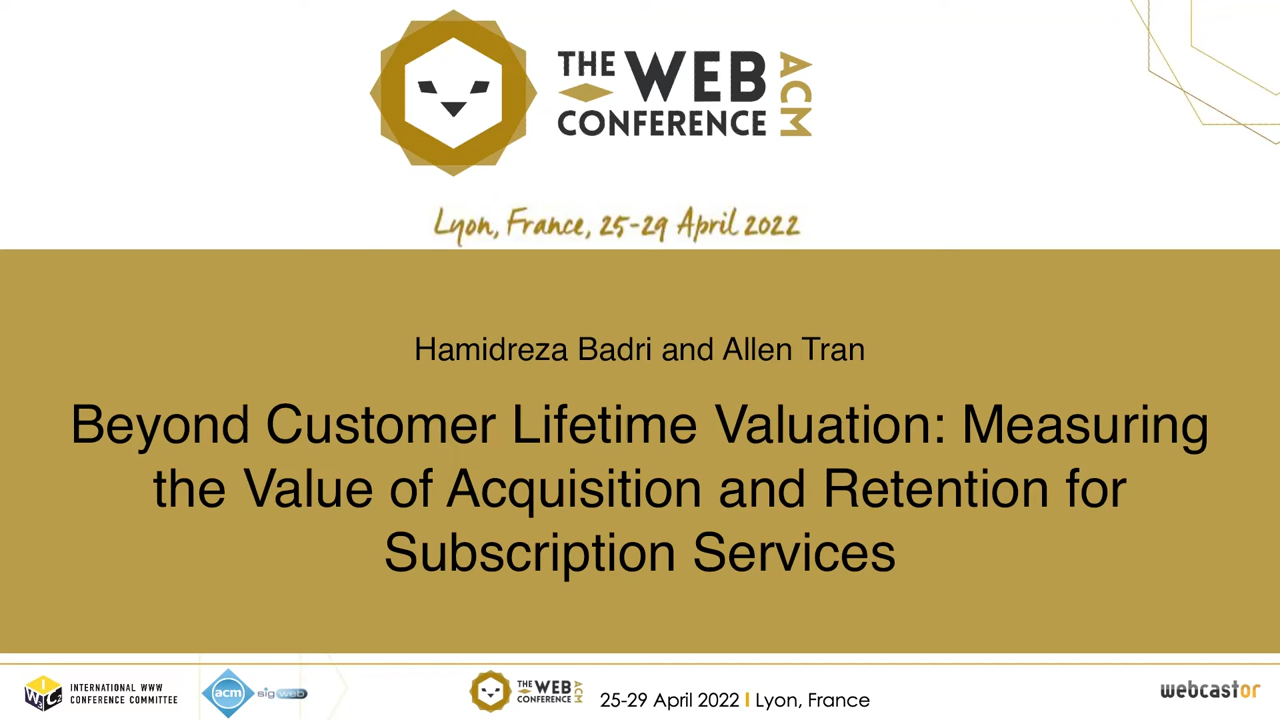 THE WEB
CONFERENCE
ACM
Lyon, France, 25-29 April 2022
Hamidreza Badri and Allen Tran
Beyond Customer Lifetime Valuation: Measuring
the Value of Acquisition and Retention for
Subscription Services
INTERNATIONAL WWW
CONFERENCE COMMITTEE
acm
sigweb
THE WEB
CONFERENCE
ACM
25-29 April 2022 | Lyon, France
webcastor